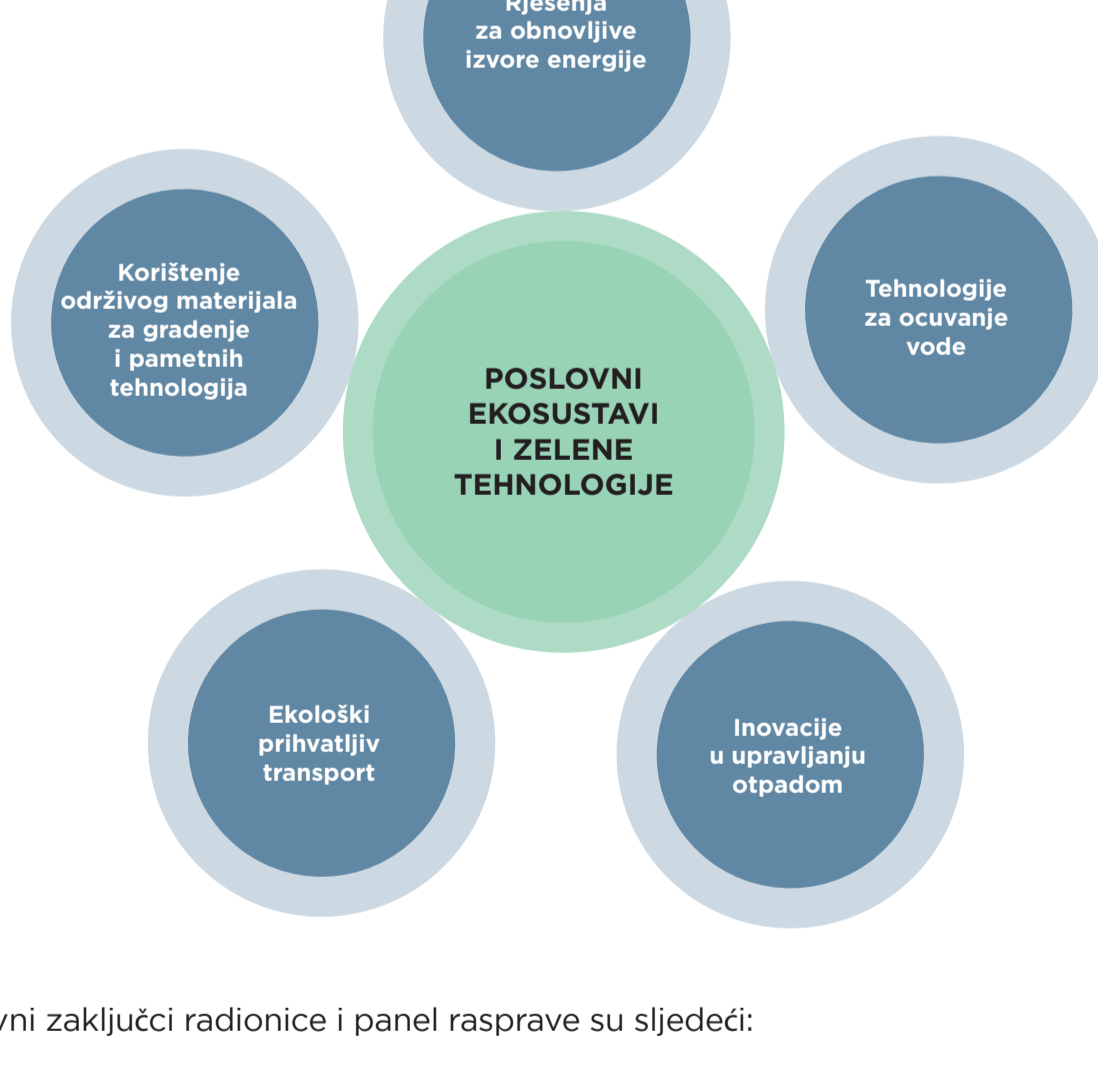 Rješenja
za obnovljive
izvore energije
Korištenje
održivog materijala
za gradenje
i pametnih
tehnologija
Tehnologije
za ocuvanje
vode
POSLOVNI
EKOSUSTAVI
I ZELENE
TEHNOLOGIJE
Ekološki
prihvatljiv
transport
Inovacije
u upravljanju
otpadom
zaključci radionice i panel rasprave su sljedeći: